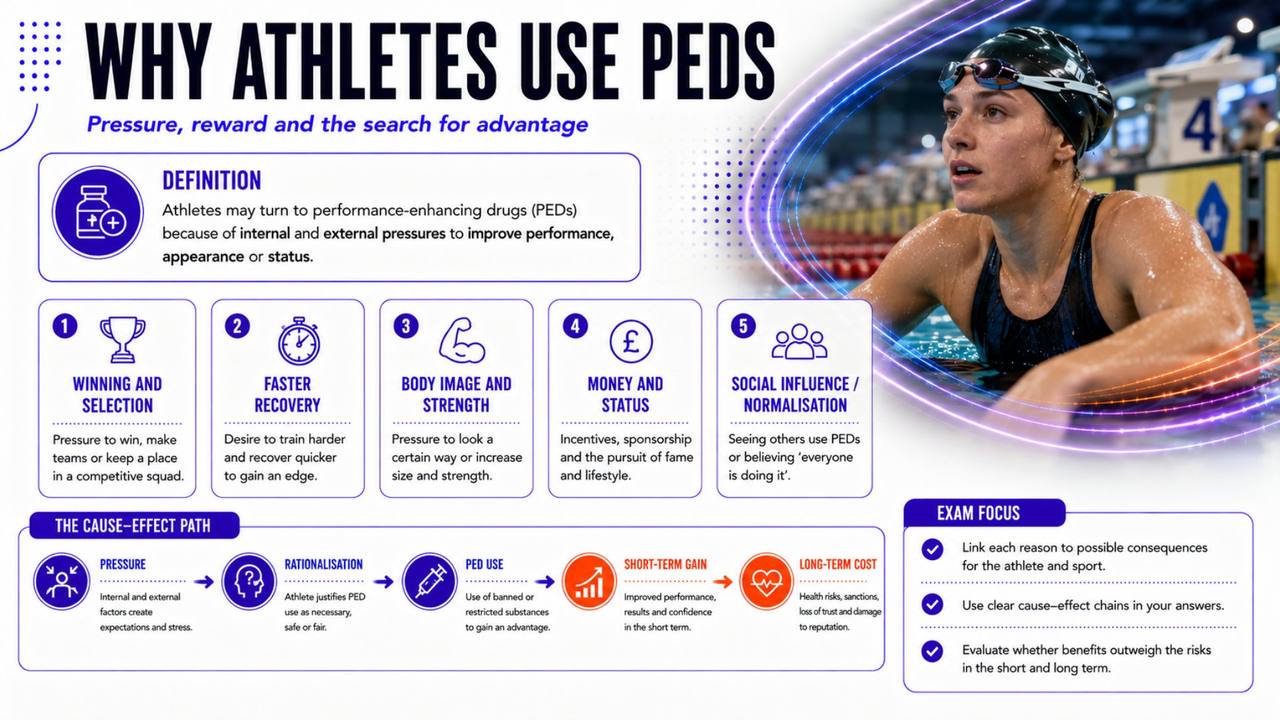 WHY ATHLETES USE PEDS
Pressure, reward and the search for advantage
DEFINITION
Athletes may turn to performance-enhancing drugs (PEDs)
because of internal and external pressures to improve performance,
appearance or status.
1
WINNING AND
SELECTION
Pressure to win, make
teams or keep a place
in a competitive squad.
2
FASTER
RECOVERY
Desire to train harder
and recover quicker
to gain an edge.
3
BODY IMAGE AND
STRENGTH
Pressure to look a
certain way or increase
size and strength.
4
£
MONEY AND
STATUS
Incentives, sponsorship
and the pursuit of fame
and lifestyle.
5
SOCIAL INFLUENCE /
NORMALISATION
Seeing others use PEDs
or believing ‘everyone
is doing it’.
4
THE CAUSE–EFFECT PATH
PRESSURE
Internal and external
factors create
expectations and stress.
?
RATIONALISATION
Athlete justifies PED
use as necessary,
safe or fair.
PED USE
Use of banned or
restricted substances
to gain an advantage.
SHORT-TERM GAIN
Improved performance,
results and confidence
in the short term.
LONG-TERM COST
Health risks, sanctions,
loss of trust and damage
to reputation.
EXAM FOCUS
Link each reason to possible consequences
for the athlete and sport.
Use clear cause–effect chains in your answers.
Evaluate whether benefits outweigh the risks
in the short and long term.